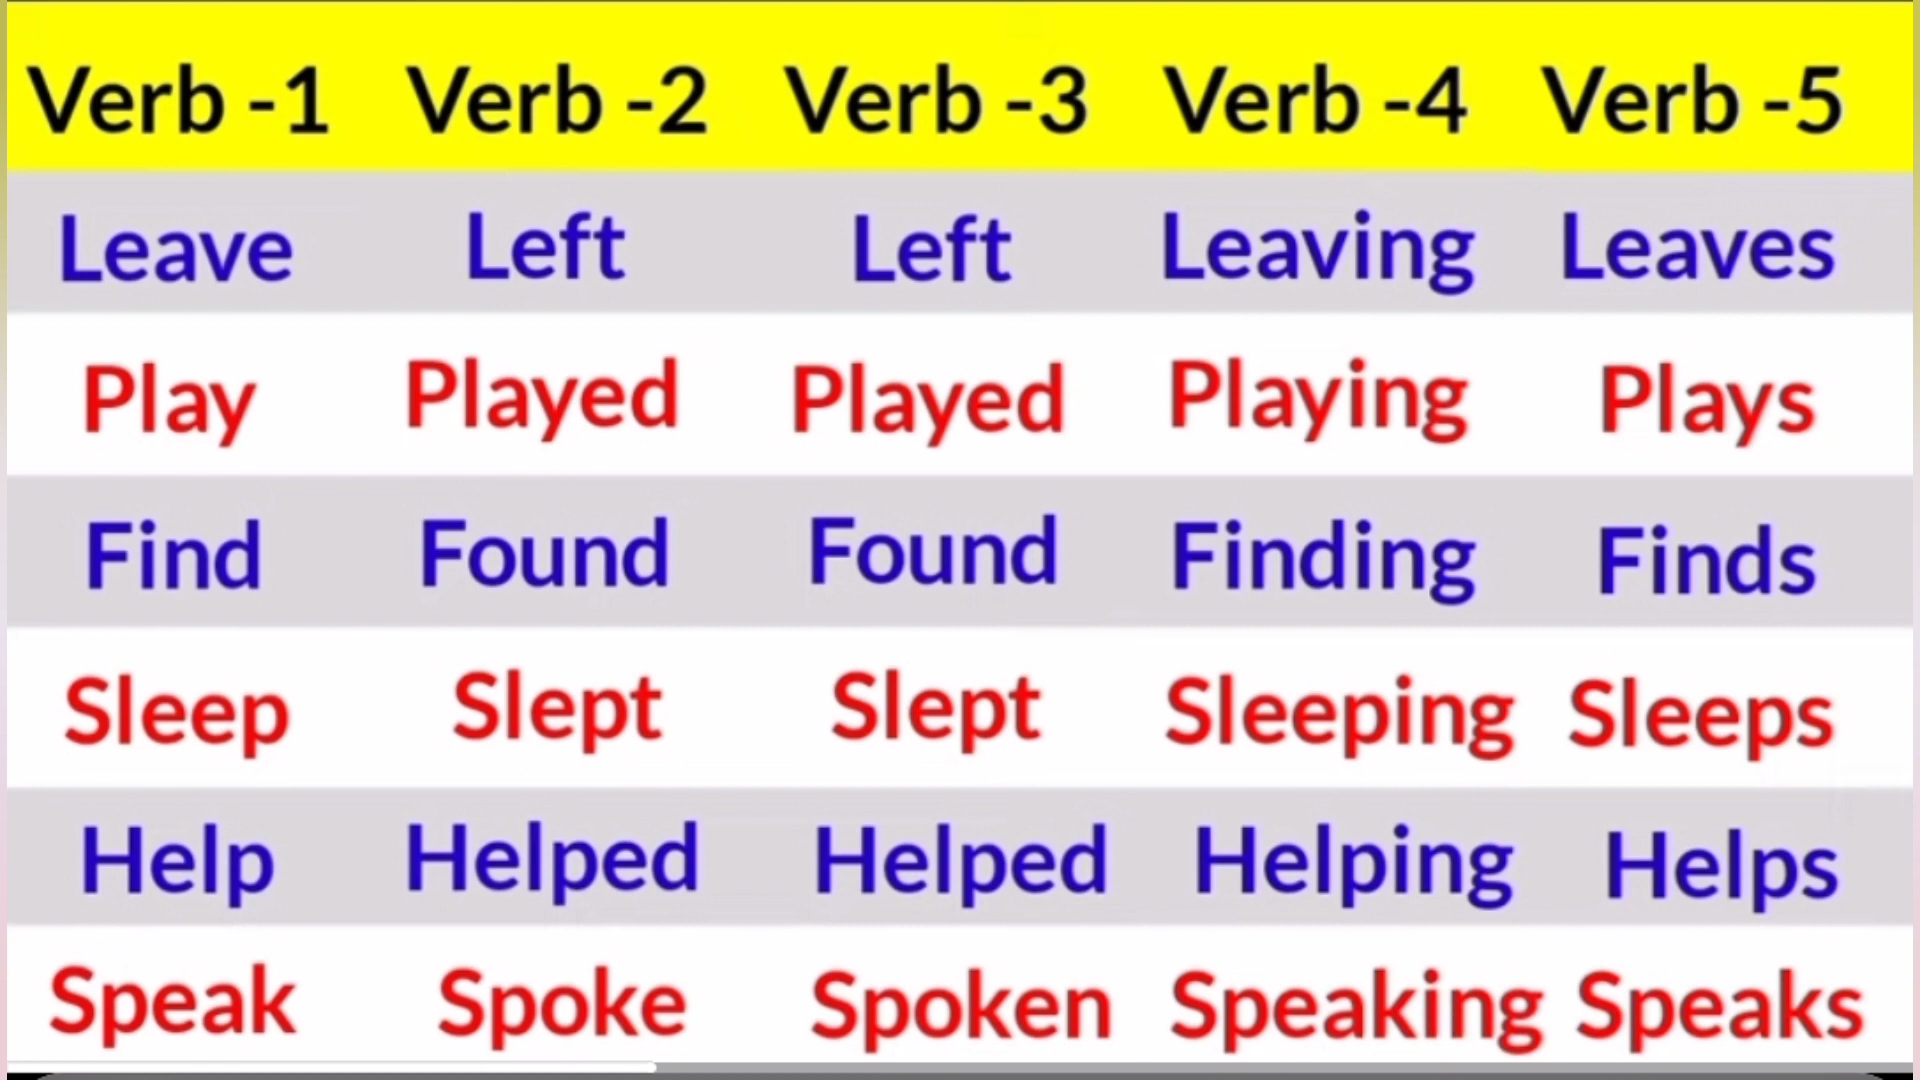 Verb -1 Verb -2 Verb -3 Verb -4 Verb -5
Leave Left Left Leaving Leaves
Play Played Played Playing Plays
Find Found Found Finding Finds
Sleep Slept Slept Sleeping Sleeps
Help Helped Helped Helping Helps
Speak Spoke Spoken Speaking Speaks